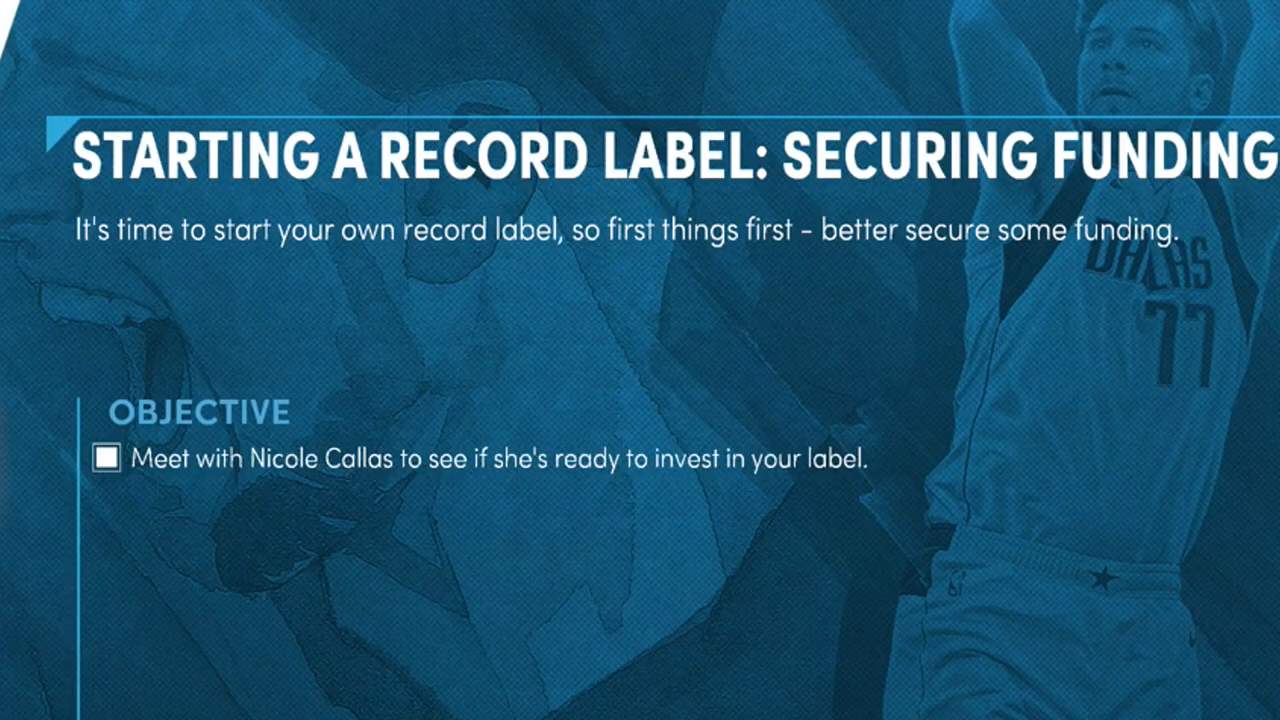 STARTING A RECORD LABEL: SECURING FUNDING
It's time to start your own record label, so first things first - better secure some funding.
DALLAS
77
OBJECTIVE
Meet with Nicole Callas to see if she's ready to invest in your label.